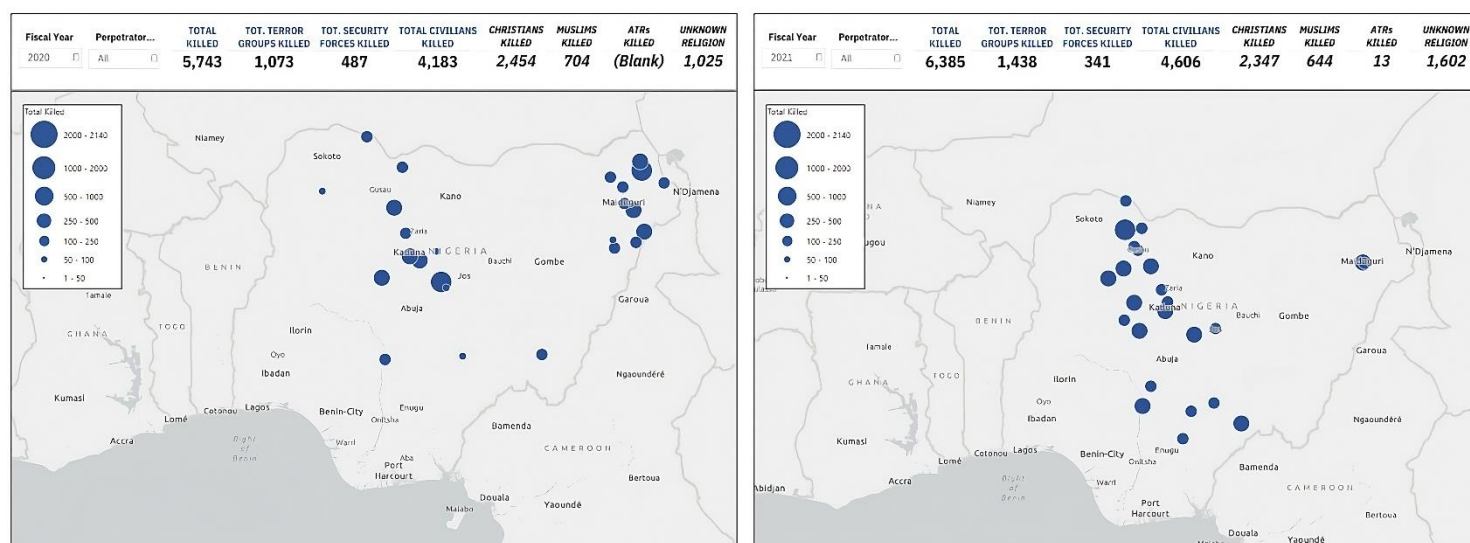 Fiscal Year
2020
Perpetrator...
All
TOTAL
KILLED
5,743
TOT. TERROR
GROUPS KILLED
1,073
TOT. SECURITY
FORCES KILLED
487
TOTAL CIVILIANS
KILLED
4,183
CHRISTIANS
KILLED
2,454
MUSLIMS
KILLED
704
ATRs
KILLED
(Blank)
UNKNOWN
RELIGION
1,025
Total Killed
2000 - 2140
1000 - 2000
500 - 1000
250 - 500
100 - 250
50 - 100
1 - 50
Niamey
Sokoto
Gusau
Kano
N'Djamena
Maiduguri
Zaria
Kaduna
NIGERIA
Bauchi
Gombe
Jos
BENIN
Tamale
Abuja
Garoua
GHANA
TOGO
Ilorin
Oyo
Ibadan
Ngaoundéré
Kumasi
Cotonou
Lagos
Lomé
Benin-City
Enugu
Onitsha
Bamenda
Accra
Bight
of
Benin
Warri
CAMEROON
Aba
Port
Harcourt
Bertoua
Douala
Yaoundé
Malabo
Fiscal Year
2021
Perpetrator...
All
TOTAL
KILLED
6,385
TOT. TERROR
GROUPS KILLED
1,438
TOT. SECURITY
FORCES KILLED
341
TOTAL CIVILIANS
KILLED
4,606
CHRISTIANS
KILLED
2,347
MUSLIMS
KILLED
644
ATRs
KILLED
13
UNKNOWN
RELIGION
1,602
Total Killed
2000 - 2140
1000 - 2000
500 - 1000
250 - 500
100 - 250
50 - 100
1 - 50
Niamey
Sokoto
Kano
N'Djamena
Maiduguri
Zaria
Kaduna
NIGERIA
Bauchi
Gombe
BENIN
Tamale
Abuja
Garoua
GHANA
TOGO
Ilorin
Oyo
Ibadan
Ngaoundéré
Kumasi
Cotonou
Lagos
Lomé
Benin-City
Enugu
Onitsha
Bamenda
Accra
Abidjan
Bight
of
Benin
Warri
CAMEROON
Port
Harcourt
Bertoua
Douala
Yaoundé